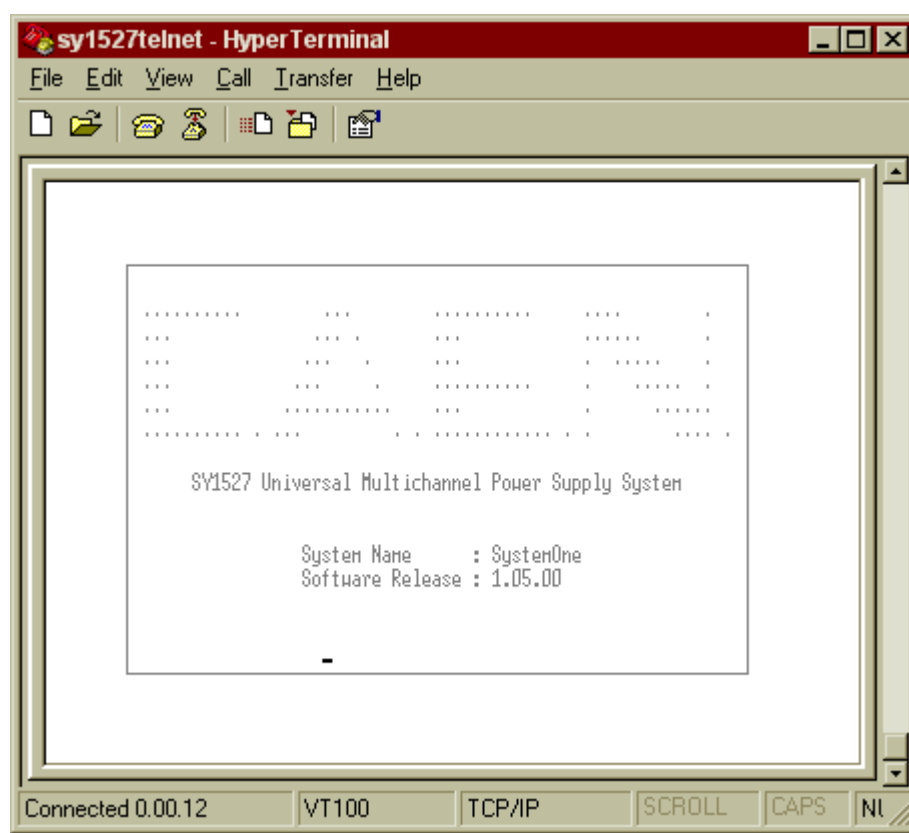 sy1527telnet - HyperTerminal
File Edit View Call Transfer Help
CAEN
SY1527 Universal Multichannel Power Supply System
System Name : SystemOne
Software Release : 1.05.00
Connected 0.00.12 VT100 TCP/IP SCROLL CAPS